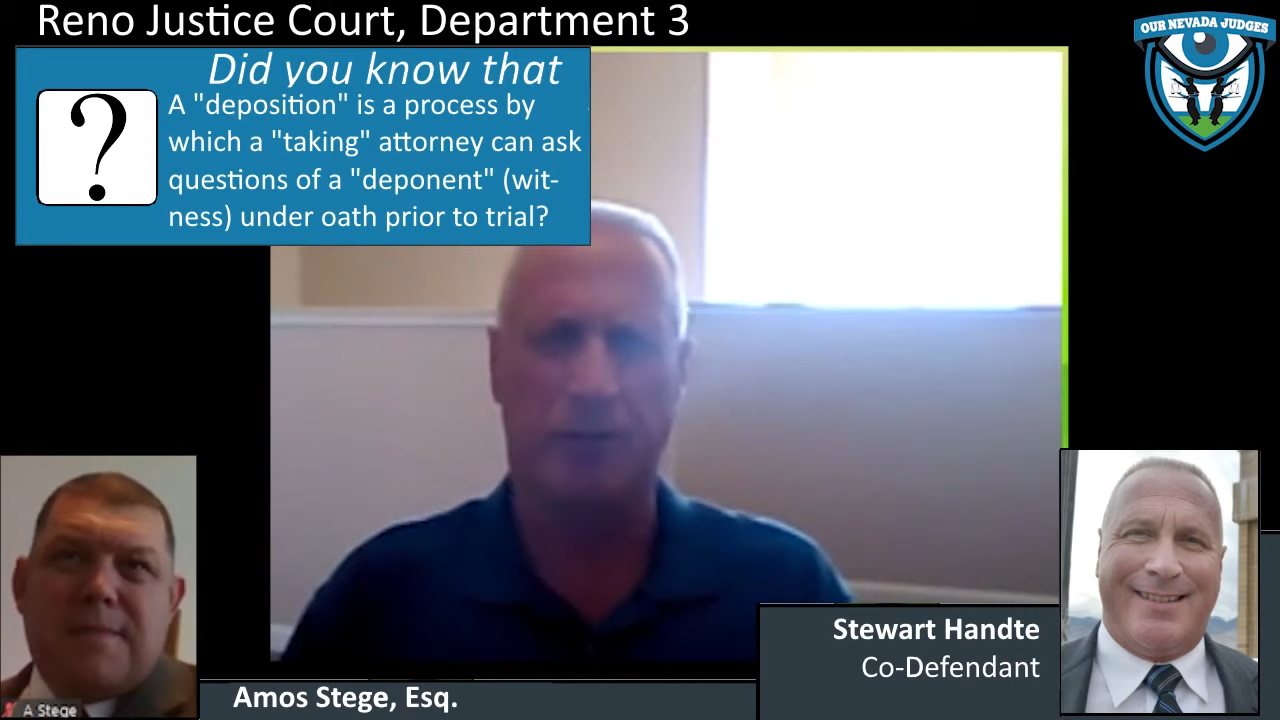 Reno Justice Court, Department 3
OUR NEVADA JUDGES
Did you know that
?
A "deposition" is a process by
which a "taking" attorney can ask
questions of a "deponent" (wit-
ness) under oath prior to trial?
Stewart Handte
Co-Defendant
Amos Stege, Esq.
A Stege